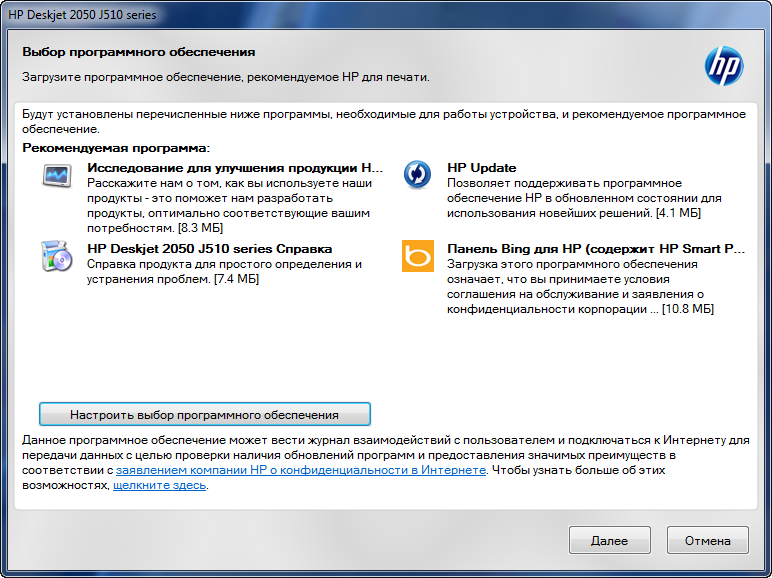 HP Deskjet 2050 J510 series
Выбор программного обеспечения
Загрузите программное обеспечение, рекомендуемое HP для печати.
hp
Будут установлены перечисленные ниже программы, необходимые для работы устройства, и рекомендуемое программное
обеспечение.
Рекомендуемая программа:
Исследование для улучшения продукции H...
Расскажите нам о том, как вы используете наши
продукты - это поможет нам разработать
продукты, оптимально соответствующие вашим
потребностям. [8.3 МБ]
HP Update
Позволяет поддерживать программное
обеспечение HP в обновленном состоянии для
использования новейших решений. [4.1 МБ]
HP Deskjet 2050 J510 series Справка
Справка продукта для простого определения и
устранения проблем. [7.4 МБ]
Панель Bing для HP (содержит HP Smart P...
Загрузка этого программного обеспечения
означает, что вы принимаете условия
соглашения на обслуживание и заявления о
конфиденциальности корпорации ... [10.8 МБ]
Настроить выбор программного обеспечения
Данное программное обеспечение может вести журнал взаимодействий с пользователем и подключаться к Интернету для
передачи данных с целью проверки наличия обновлений программ и предоставления значимых преимуществ в
соответствии с заявлением компании HP о конфиденциальности в Интернете. Чтобы узнать больше об этих
возможностях, щелкните здесь.
Далее
Отмена